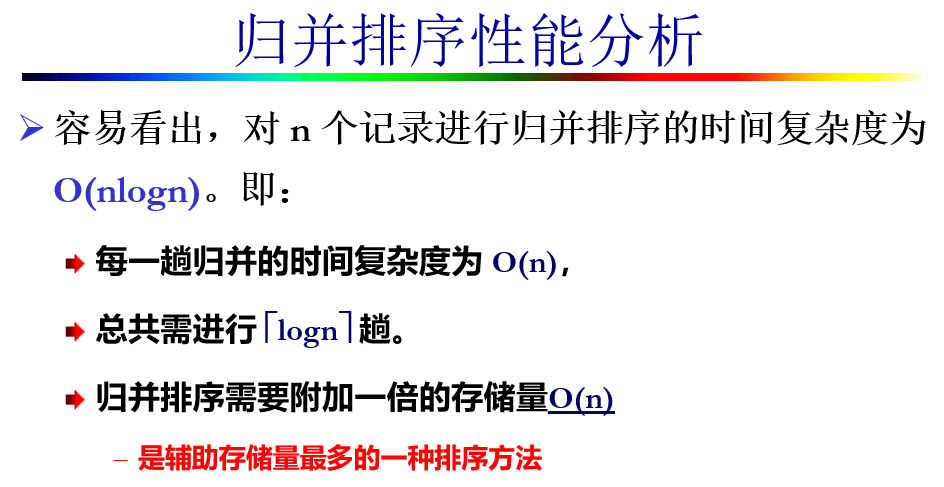 归并排序性能分析
容易看出，对 n 个记录进行归并排序的时间复杂度为
O(nlogn)。即：
每一趟归并的时间复杂度为 O(n)，
总共需进行⌈logn⌉趟。
归并排序需要附加一倍的存储量O(n)
– 是辅助存储量最多的一种排序方法